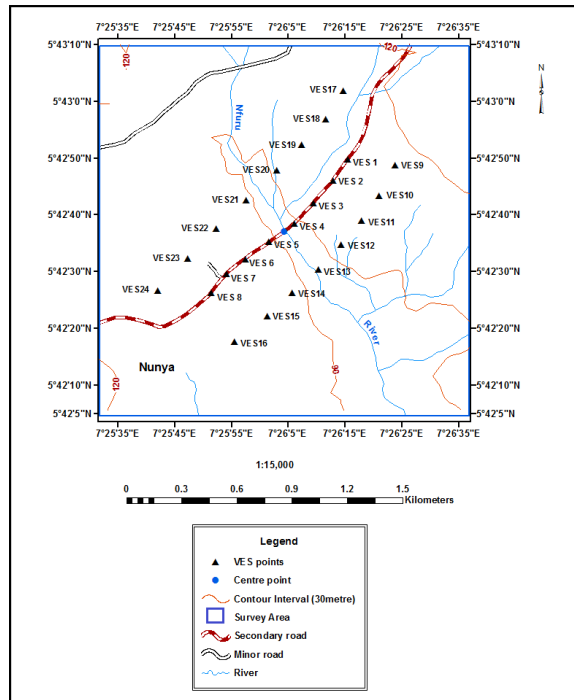 7°25'35"E 7°25'45"E 7°25'55"E 7°26'5"E 7°26'15"E 7°26'25"E 7°26'35"E
5°43'10"N 5°43'10"N
120
120
N
5°43'0"N 5°43'0"N
VES17
VES18
Nfuru
VES19
5°42'50"N 5°42'50"N
VES 1
VES9
VES20
VES 2
VES10
VES21
VES 3
5°42'40"N 5°42'40"N
VES11
VES22
VES 4
VES 5
VES12
VES23
VES 6
5°42'30"N 5°42'30"N
VES13
VES 7
VES24
VES 8
VES14
VES15
5°42'20"N 5°42'20"N
River
VES16
Nunya
90
120
5°42'10"N 5°42'10"N
5°42'5"N 5°42'5"N
7°25'35"E 7°25'45"E 7°25'55"E 7°26'5"E 7°26'15"E 7°26'25"E 7°26'35"E
1:15,000
0 0.3 0.6 0.9 1.2 1.5
Kilometers
Legend
VES points
Centre point
Contour Interval (30metre)
Survey Area
Secondary road
Minor road
River